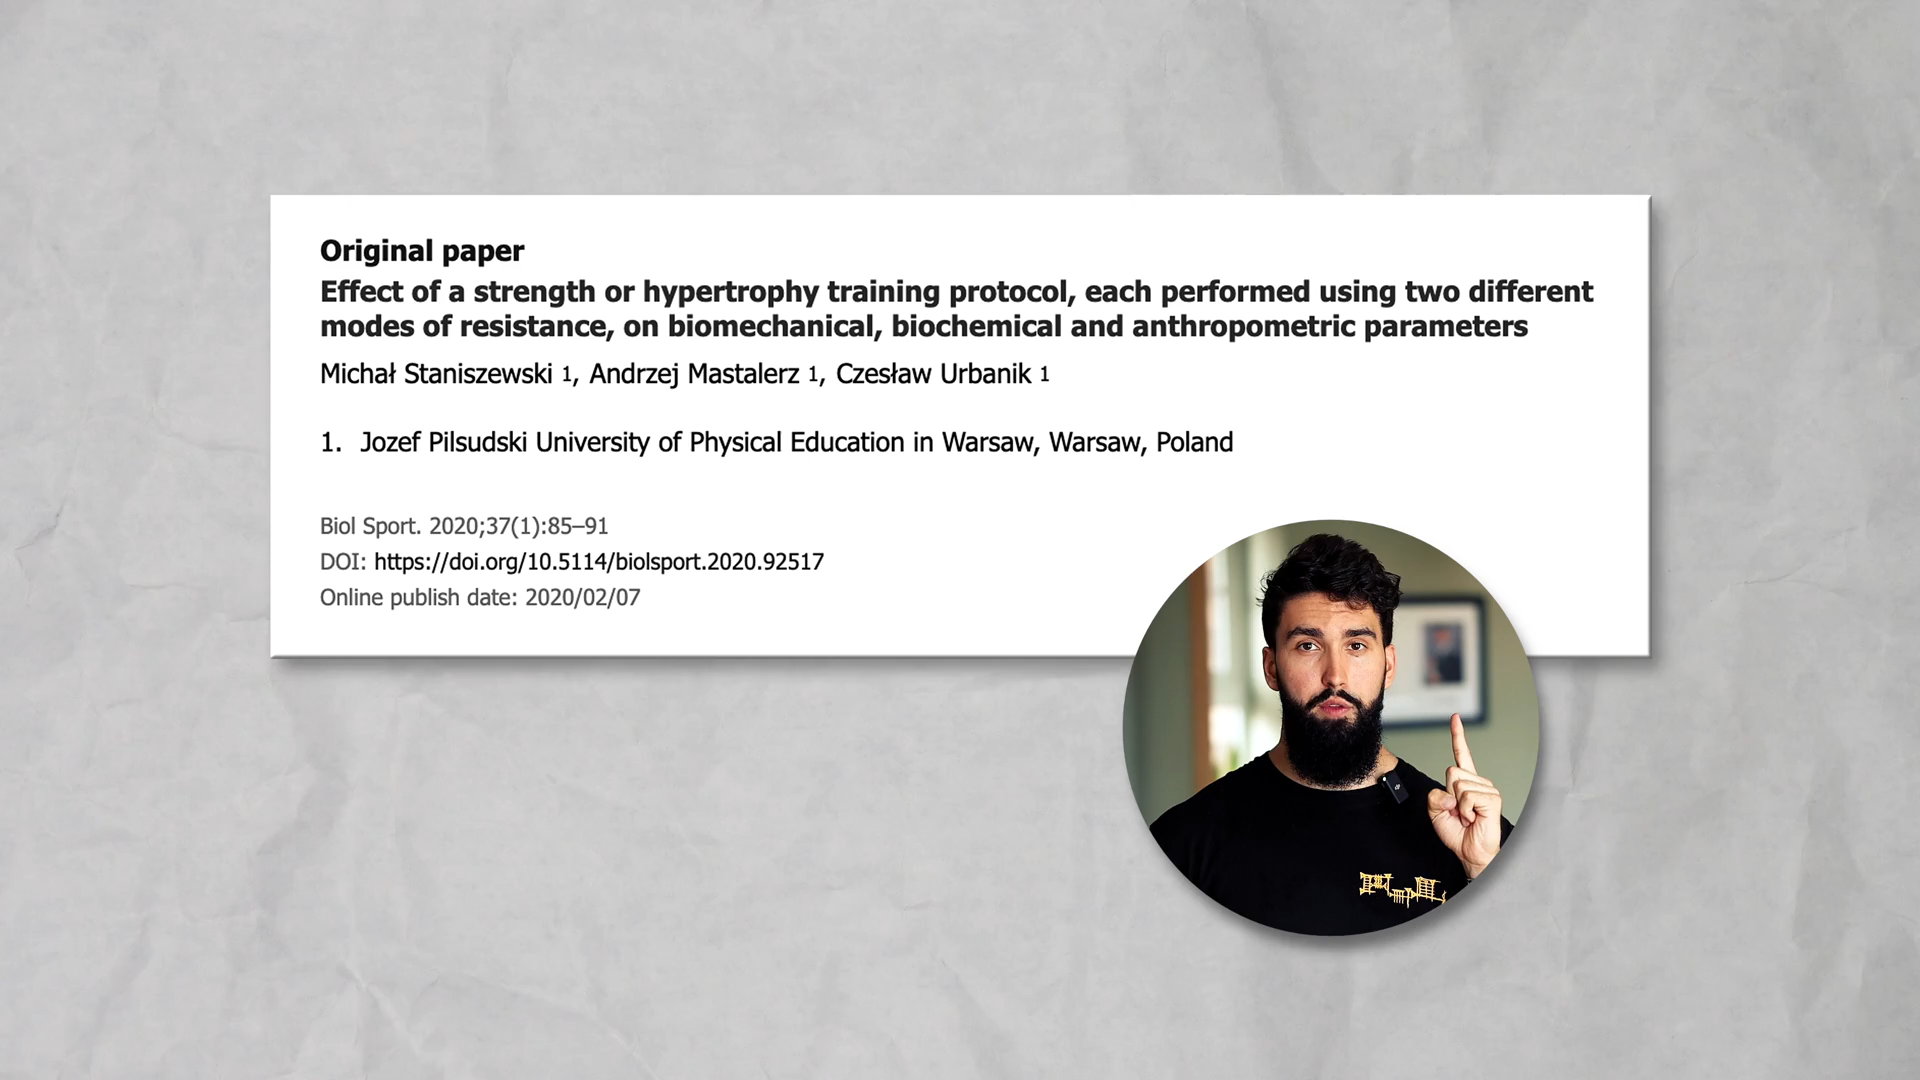 Original paper
Effect of a strength or hypertrophy training protocol, each performed using two different
modes of resistance, on biomechanical, biochemical and anthropometric parameters
Michał Staniszewski 1, Andrzej Mastalerz 1, Czesław Urbanik 1
1. Jozef Pilsudski University of Physical Education in Warsaw, Warsaw, Poland
Biol Sport. 2020;37(1):85–91
DOI: https://doi.org/10.5114/biolsport.2020.92517
Online publish date: 2020/02/07